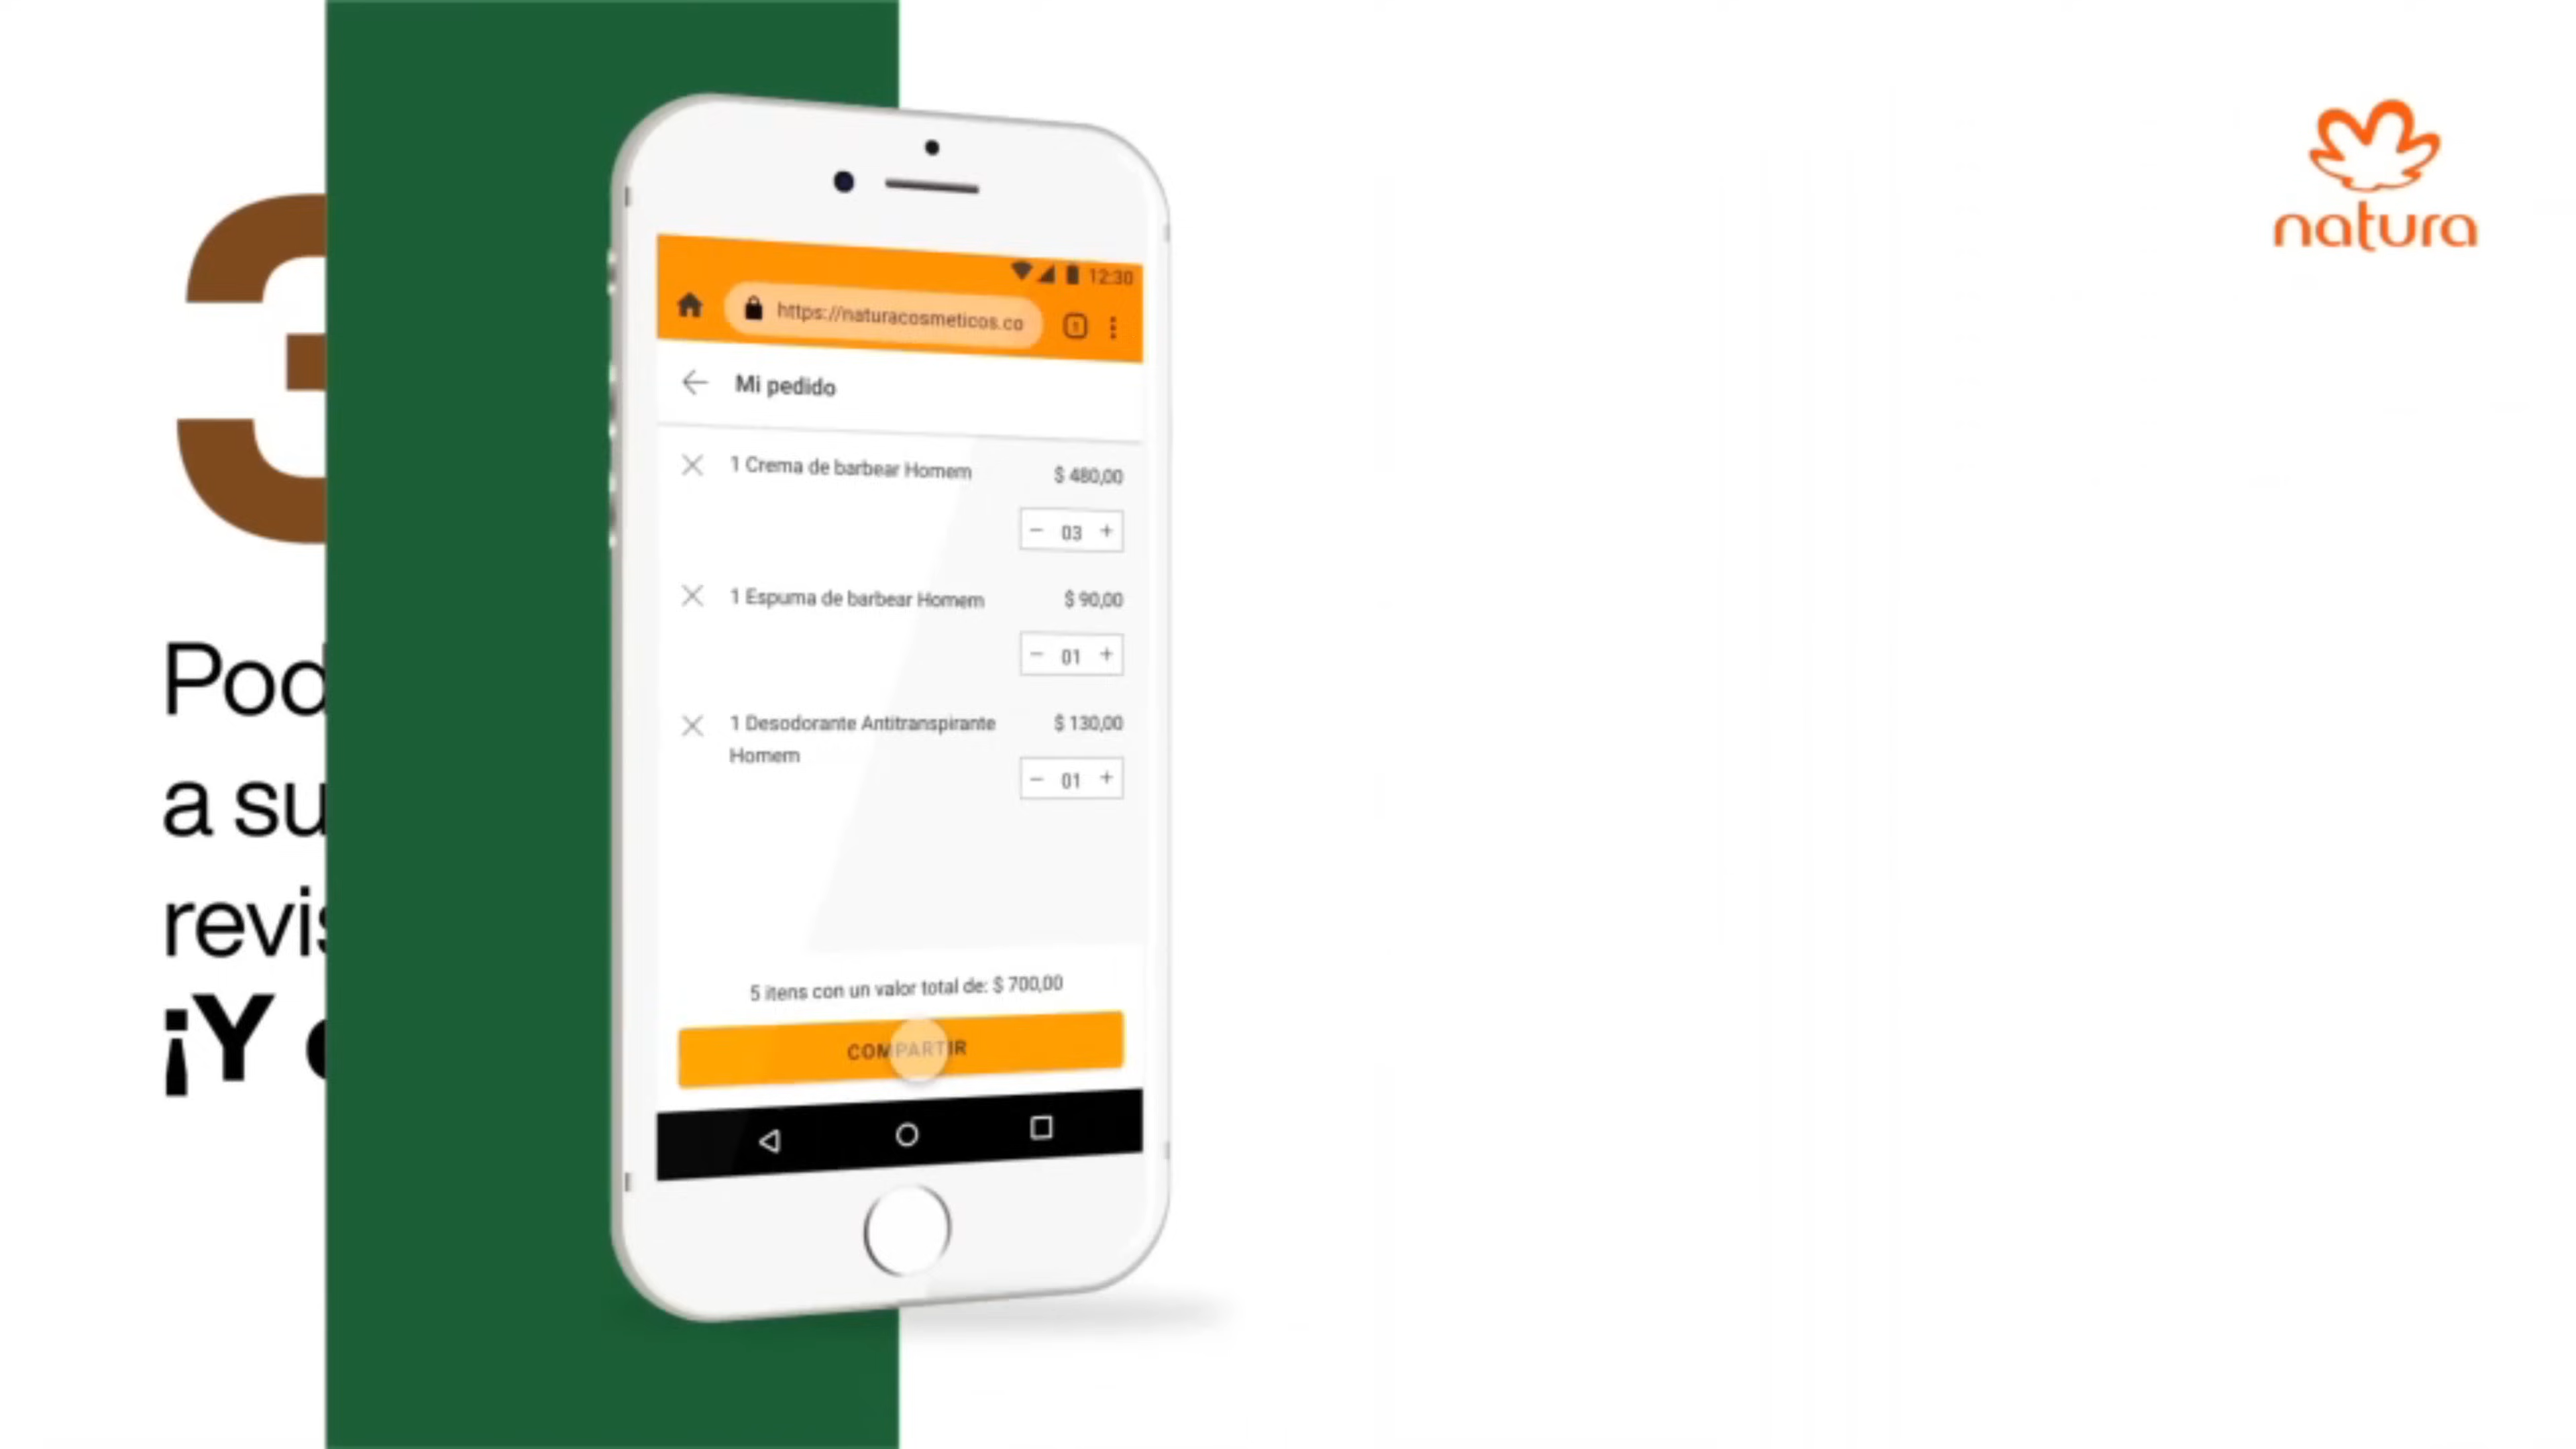 3
a su
¡Y
natura
12:30
https://naturacosmeticos.co
1
Mi pedido
1 Crema de barbear Homem $ 480,00
− 03 +
1 Espuma de barbear Homem $ 90,00
− 01 +
1 Desodorante Antitranspirante $ 130,00
Homem
− 01 +
5 itens con un valor total de: $ 700,00
COMPARTIR